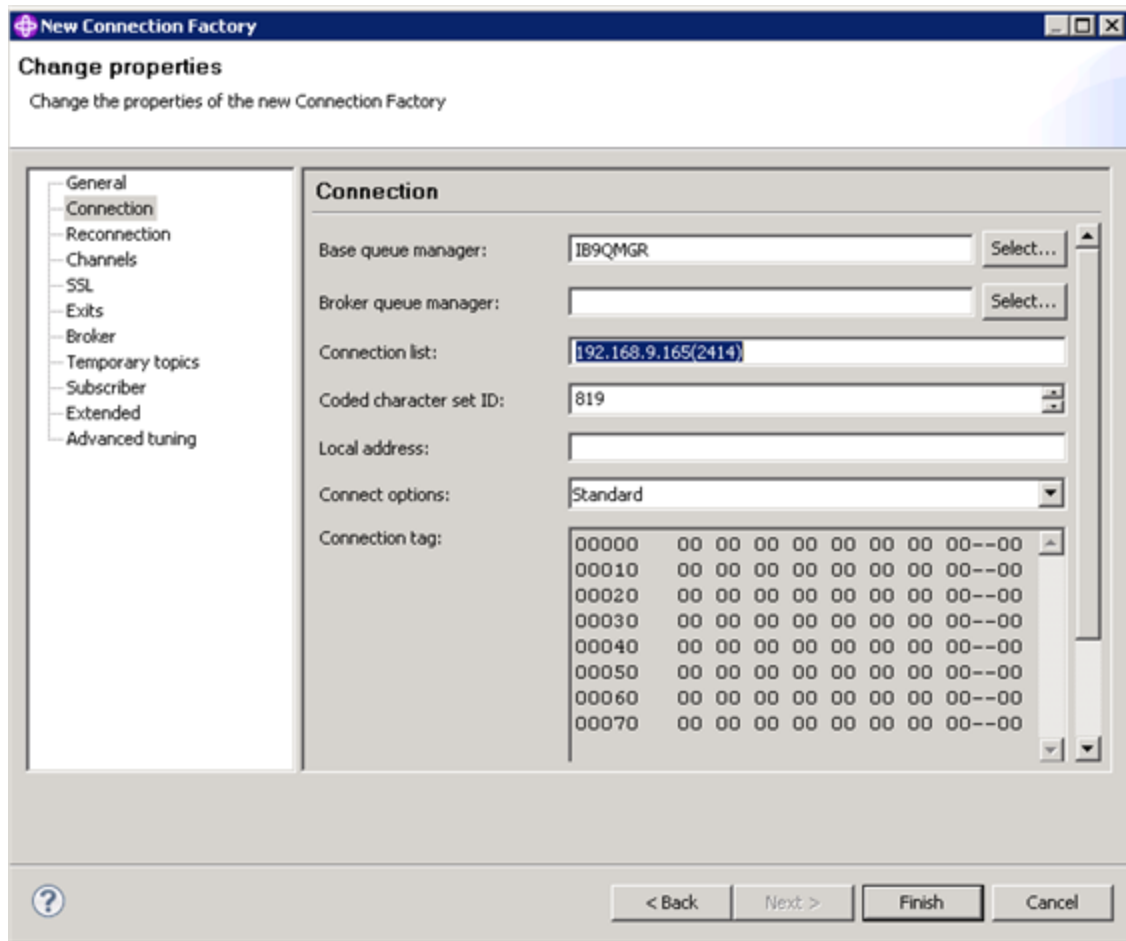 New Connection Factory
Change properties
Change the properties of the new Connection Factory
General
Connection
Reconnection
Channels
SSL
Exits
Broker
Temporary topics
Subscriber
Extended
Advanced tuning
Connection
Base queue manager: IB9QMGR Select...
Broker queue manager: Select...
Connection list: 192.168.9.165(2414)
Coded character set ID: 819
Local address:
Connect options: Standard
Connection tag:
00000 00 00 00 00 00 00 00 00--00
00010 00 00 00 00 00 00 00 00--00
00020 00 00 00 00 00 00 00 00--00
00030 00 00 00 00 00 00 00 00--00
00040 00 00 00 00 00 00 00 00--00
00050 00 00 00 00 00 00 00 00--00
00060 00 00 00 00 00 00 00 00--00
00070 00 00 00 00 00 00 00 00--00
? < Back Next > Finish Cancel